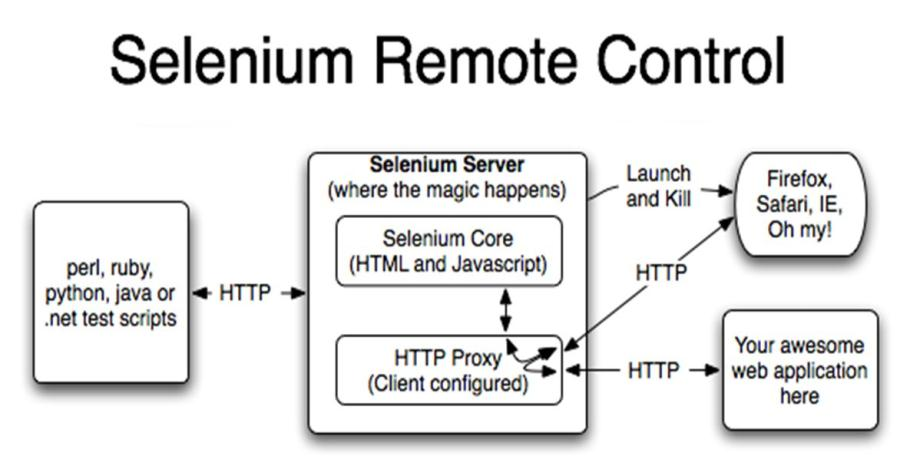 Selenium Remote Control
perl, ruby,
python, java or
.net test scripts
HTTP
Selenium Server
(where the magic happens)
Selenium Core
(HTML and Javascript)
HTTP Proxy
(Client configured)
Launch
and Kill
Firefox,
Safari, IE,
Oh my!
HTTP
HTTP
Your awesome
web application
here